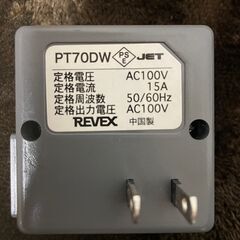 PT70DW PS E JET
定格電圧 AC100V
定格電流 15A
定格周波数 50/60Hz
定格出力電圧 AC100V
REVEX 中国製